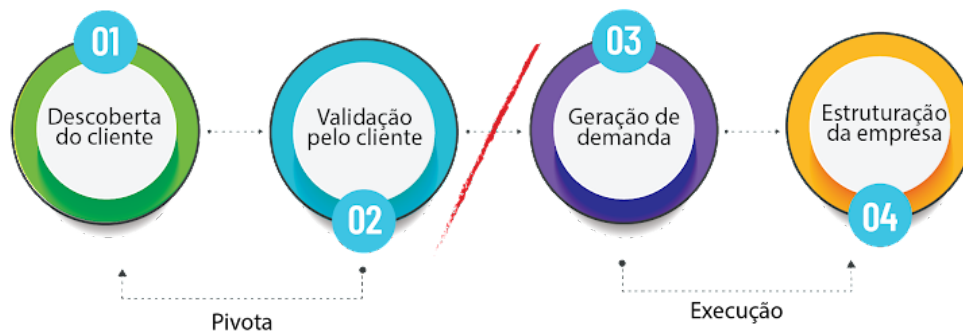 01
Descoberta
do cliente
Validação
pelo cliente
02
03
Geração de
demanda
Estruturação
da empresa
04
Pivota
Execução